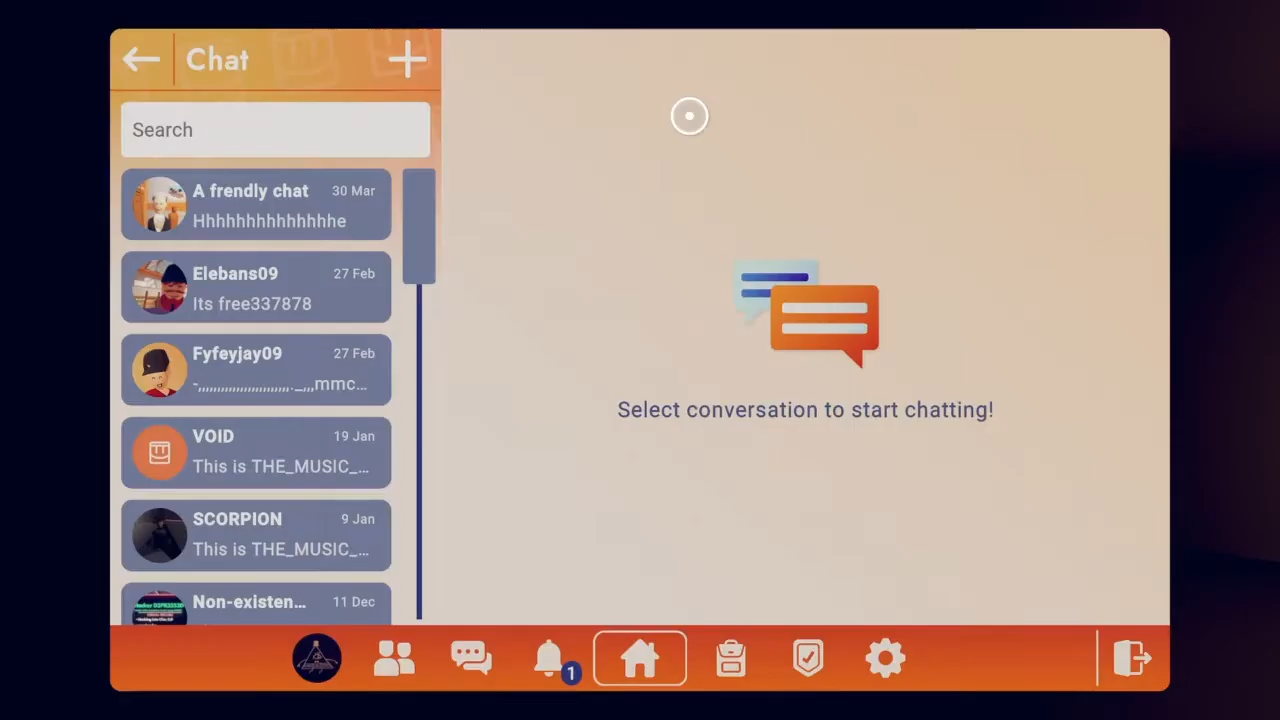 Chat
Search
A frendly chat 30 Mar
Hhhhhhhhhhhhhhe
Elebans09 27 Feb
Its free337878
Fyfeyjay09 27 Feb
-,,,,,,,,,,,,,,,,,,,,,,,._,,,mmc...
VOID 19 Jan
This is THE_MUSIC_...
SCORPION 9 Jan
This is THE_MUSIC_...
Non-existen... 11 Dec
Select conversation to start chatting!
1